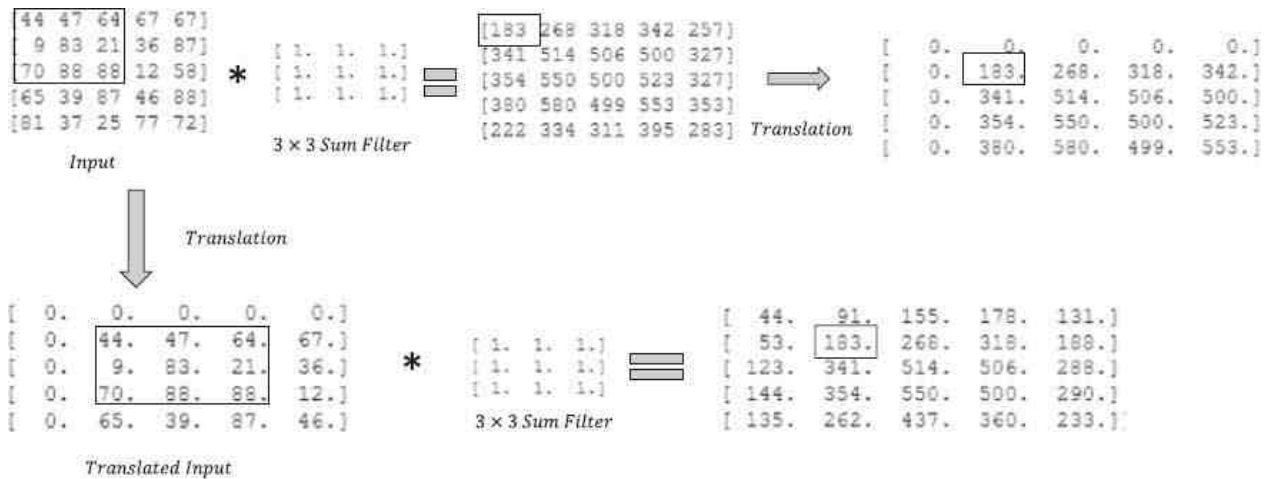 [44 47 64 67 67]
[ 9 83 21 36 87]
[70 88 88 12 58]
[65 39 87 46 88]
[81 37 25 77 72]
Input
*
[ 1. 1. 1.]
[ 1. 1. 1.]
[ 1. 1. 1.]
3 × 3 Sum Filter
[183 268 318 342 257]
[341 514 506 500 327]
[354 550 500 523 327]
[380 580 499 553 353]
[222 334 311 395 283]
Translation
[ 0. 0. 0. 0. 0.]
[ 0. 183. 268. 318. 342.]
[ 0. 341. 514. 506. 500.]
[ 0. 354. 550. 500. 523.]
[ 0. 380. 580. 499. 553.]
Translation
[ 0. 0. 0. 0. 0.]
[ 0. 44. 47. 64. 67.]
[ 0. 9. 83. 21. 36.]
[ 0. 70. 88. 88. 12.]
[ 0. 65. 39. 87. 46.]
Translated Input
*
[ 1. 1. 1.]
[ 1. 1. 1.]
[ 1. 1. 1.]
3 × 3 Sum Filter
[ 44. 91. 155. 178. 131.]
[ 53. 183. 268. 318. 188.]
[ 123. 341. 514. 506. 288.]
[ 144. 354. 550. 500. 290.]
[ 135. 262. 437. 360. 233.]